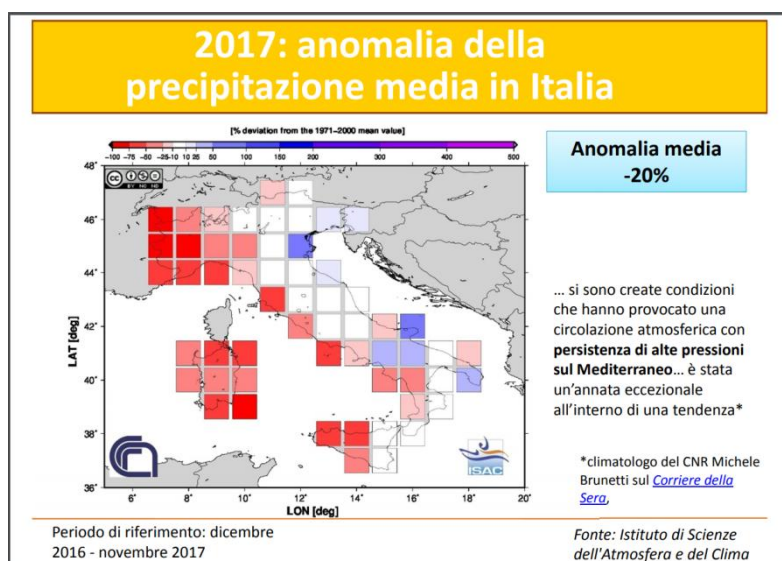 2017: anomalia della
precipitazione media in Italia
[% deviation from the 1971-2000 mean value]
-100 -75 -50 -25 -10 10 25 50 100 150 200 300 400 500
Anomalia media
-20%
48°
46°
44°
42°
40°
38°
36°
LAT [deg]
6° 8° 10° 12° 14° 16° 18° 20°
LON [deg]
cc
BY NC ND
ISAC
... si sono create condizioni
che hanno provocato una
circolazione atmosferica con
persistenza di alte pressioni
sul Mediterraneo... è stata
un'annata eccezionale
all'interno di una tendenza*
*climatologo del CNR Michele
Brunetti sul Corriere della
Sera,
Periodo di riferimento: dicembre
2016 - novembre 2017
Fonte: Istituto di Scienze
dell'Atmosfera e del Clima